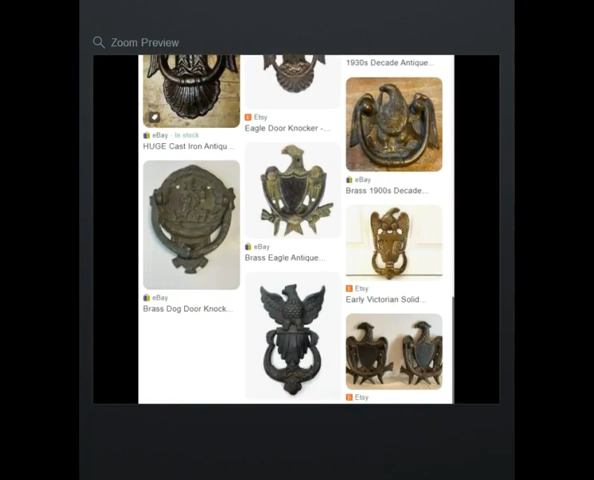 Zoom Preview
eBay · In stock
HUGE Cast Iron Antiqu...
eBay
Brass Dog Door Knock...
Etsy
Eagle Door Knocker -...
eBay
Brass Eagle Antique...
1930s Decade Antique...
eBay
Brass 1900s Decade...
Etsy
Early Victorian Solid...
Etsy